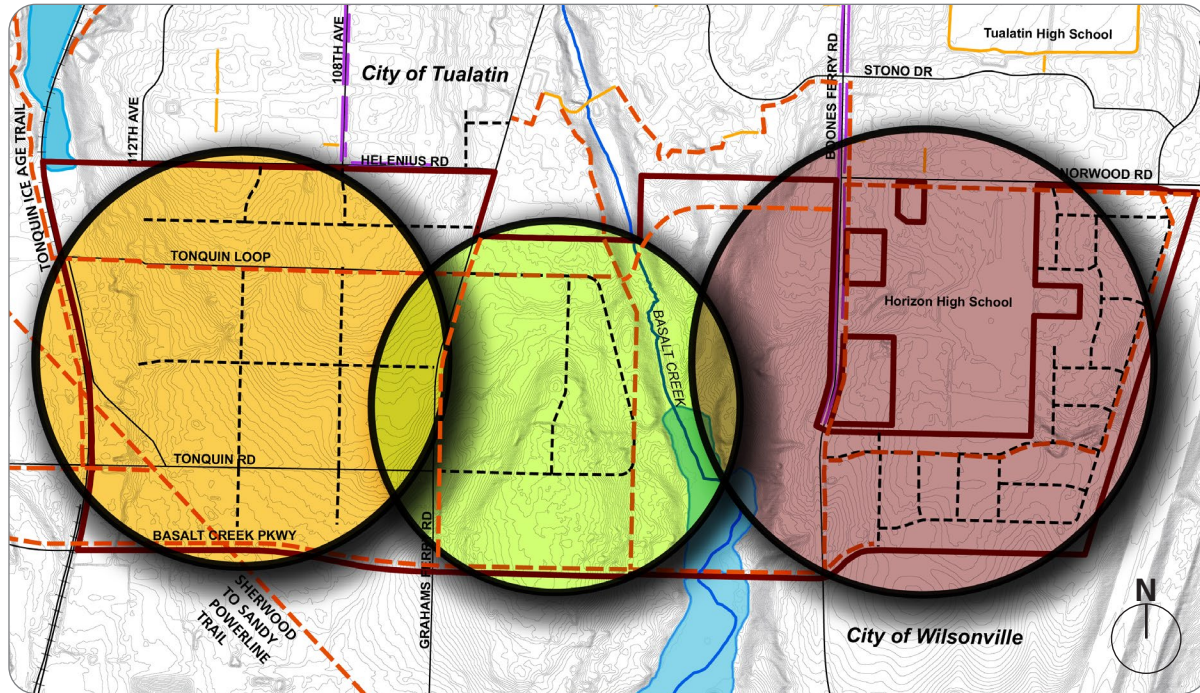 Tualatin High School
108TH AVE
City of Tualatin
BOONES FERRY RD
STONO DR
112TH AVE
TONQUIN ICE AGE TRAIL
HELENIUS RD
NORWOOD RD
TONQUIN LOOP
BASALT CREEK
Horizon High School
TONQUIN RD
BASALT CREEK PKWY
GRAHAMS FERRY RD
SHERWOOD
TO SANDY
POWERLINE
TRAIL
N
City of Wilsonville